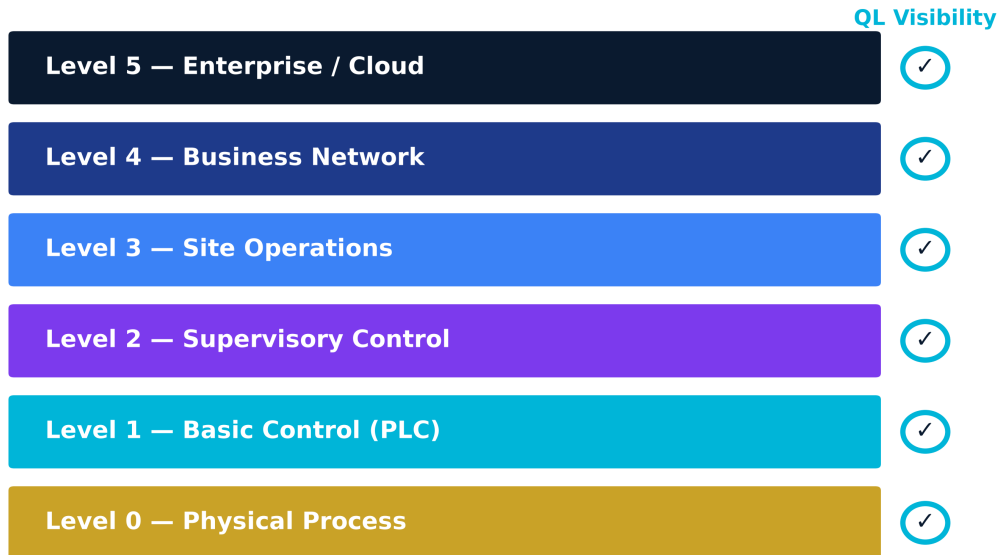 QL Visibility
Level 5 — Enterprise / Cloud ✓
Level 4 — Business Network ✓
Level 3 — Site Operations ✓
Level 2 — Supervisory Control ✓
Level 1 — Basic Control (PLC) ✓
Level 0 — Physical Process ✓